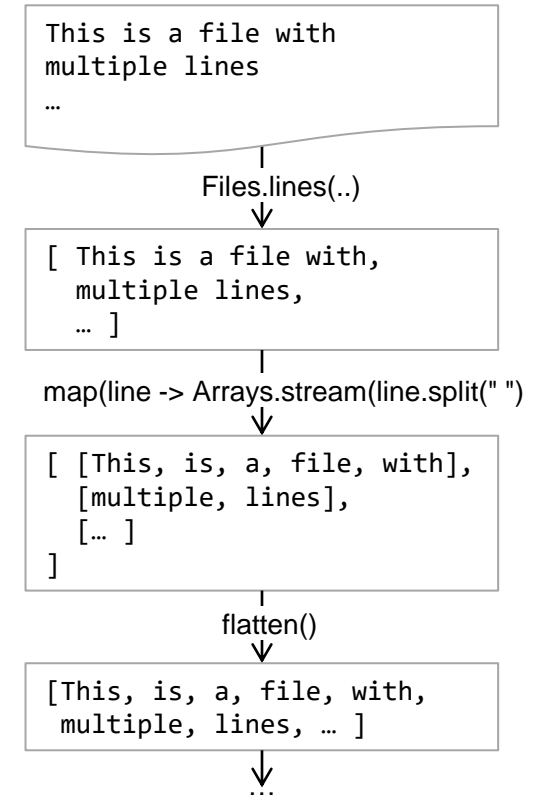 This is a file with
multiple lines
…
Files.lines(..)
[ This is a file with,
multiple lines,
… ]
map(line -> Arrays.stream(line.split(" ")
[ [This, is, a, file, with],
[multiple, lines],
[… ]
]
flatten()
[This, is, a, file, with,
multiple, lines, … ]
…